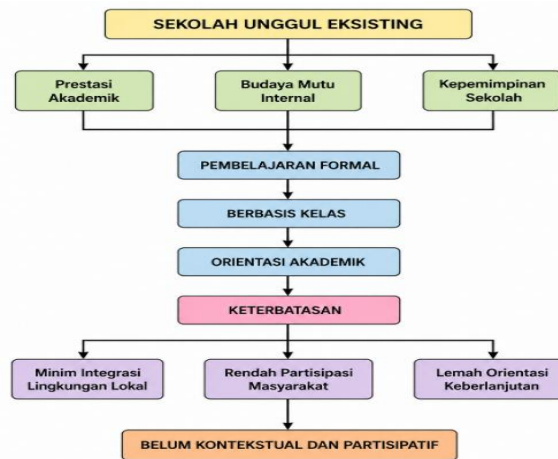 SEKOLAH UNGGUL EKSISTING
Prestasi
Akademik
Budaya Mutu
Internal
Kepemimpinan
Sekolah
PEMBELAJARAN FORMAL
BERBASIS KELAS
ORIENTASI AKADEMIK
KETERBATASAN
Minim Integrasi
Lingkungan Lokal
Rendah Partisipasi
Masyarakat
Lemah Orientasi
Keberlanjutan
BELUM KONTEKSTUAL DAN PARTISIPATIF